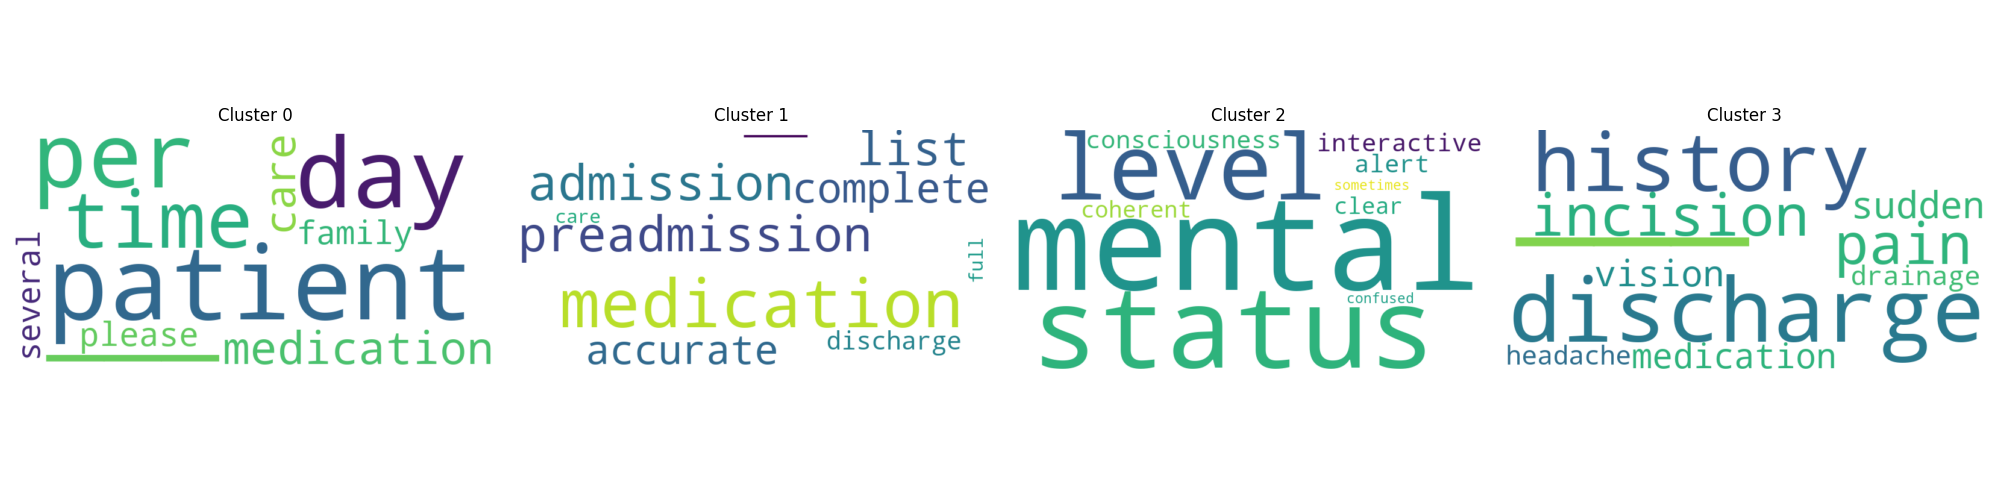 Cluster 0
per
care
day
time
family
several
patient
please
medication
Cluster 1
list
admission
complete
care
preadmission
full
medication
accurate
discharge
Cluster 2
consciousness
interactive
level
alert
sometimes
coherent
clear
mental
confused
status
Cluster 3
history
sudden
incision
pain
vision
drainage
discharge
headache
medication